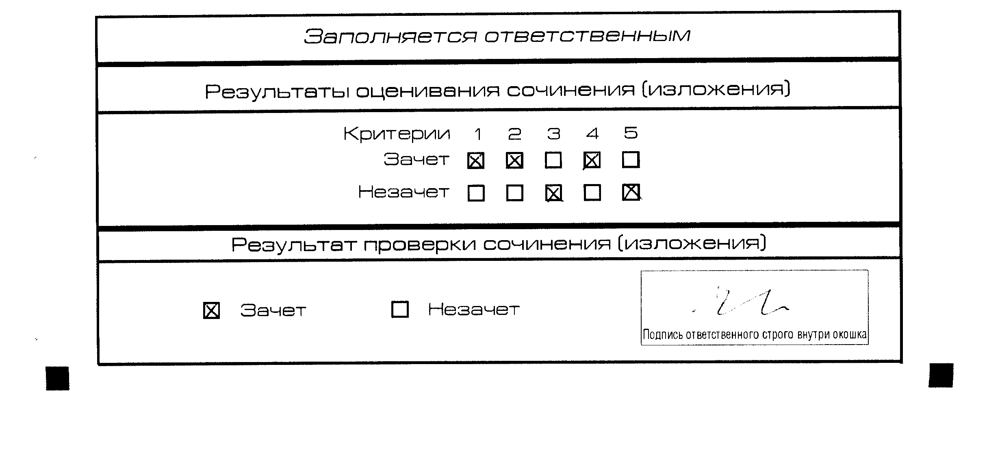 Заполняется ответственным
Результаты оценивания сочинения (изложения)
Критерии 1 2 3 4 5
Зачет
Незачет
Результат проверки сочинения (изложения)
Зачет Незачет
Подпись ответственного строго внутри окошка